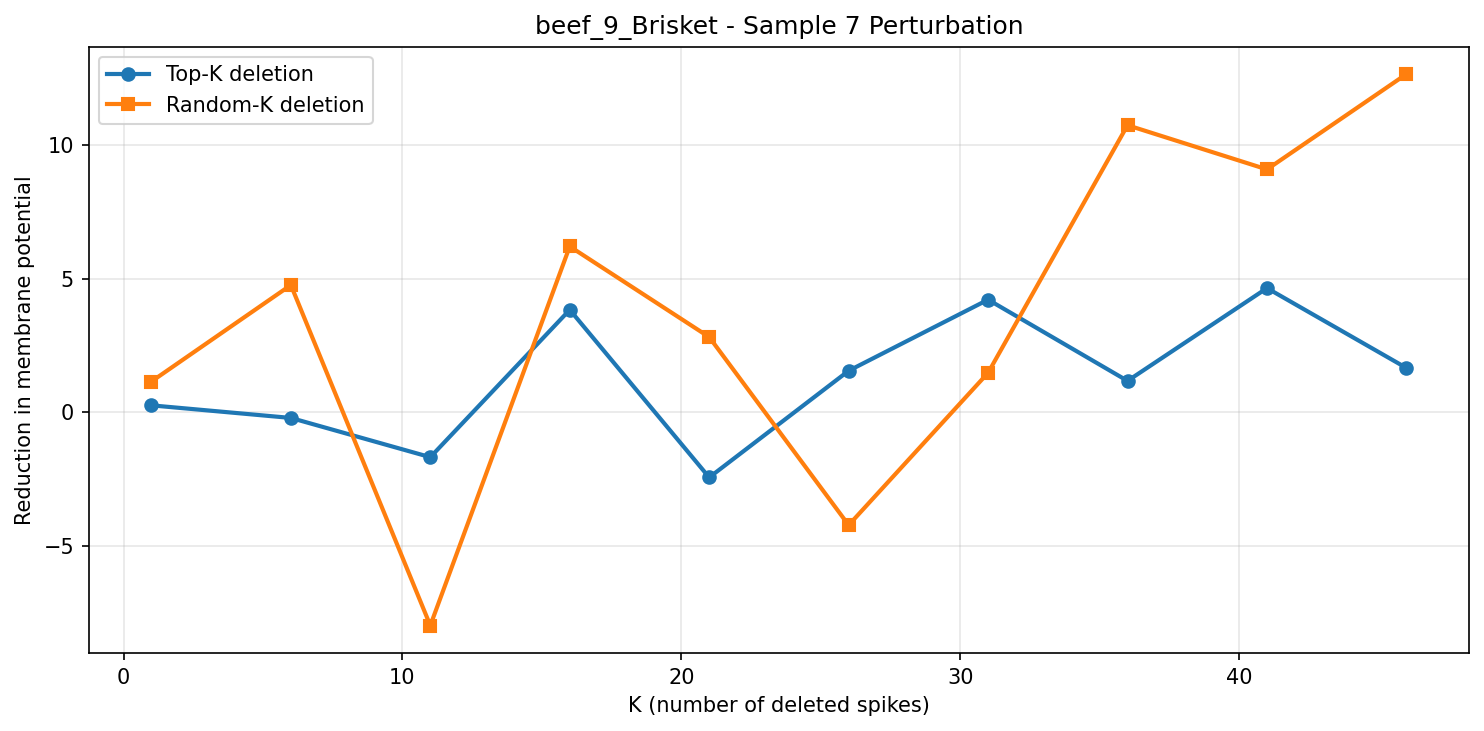 beef_9_Brisket - Sample 7 Perturbation
Top-K deletion
Random-K deletion
Reduction in membrane potential
10
5
0
−5
0
10
20
30
40
K (number of deleted spikes)